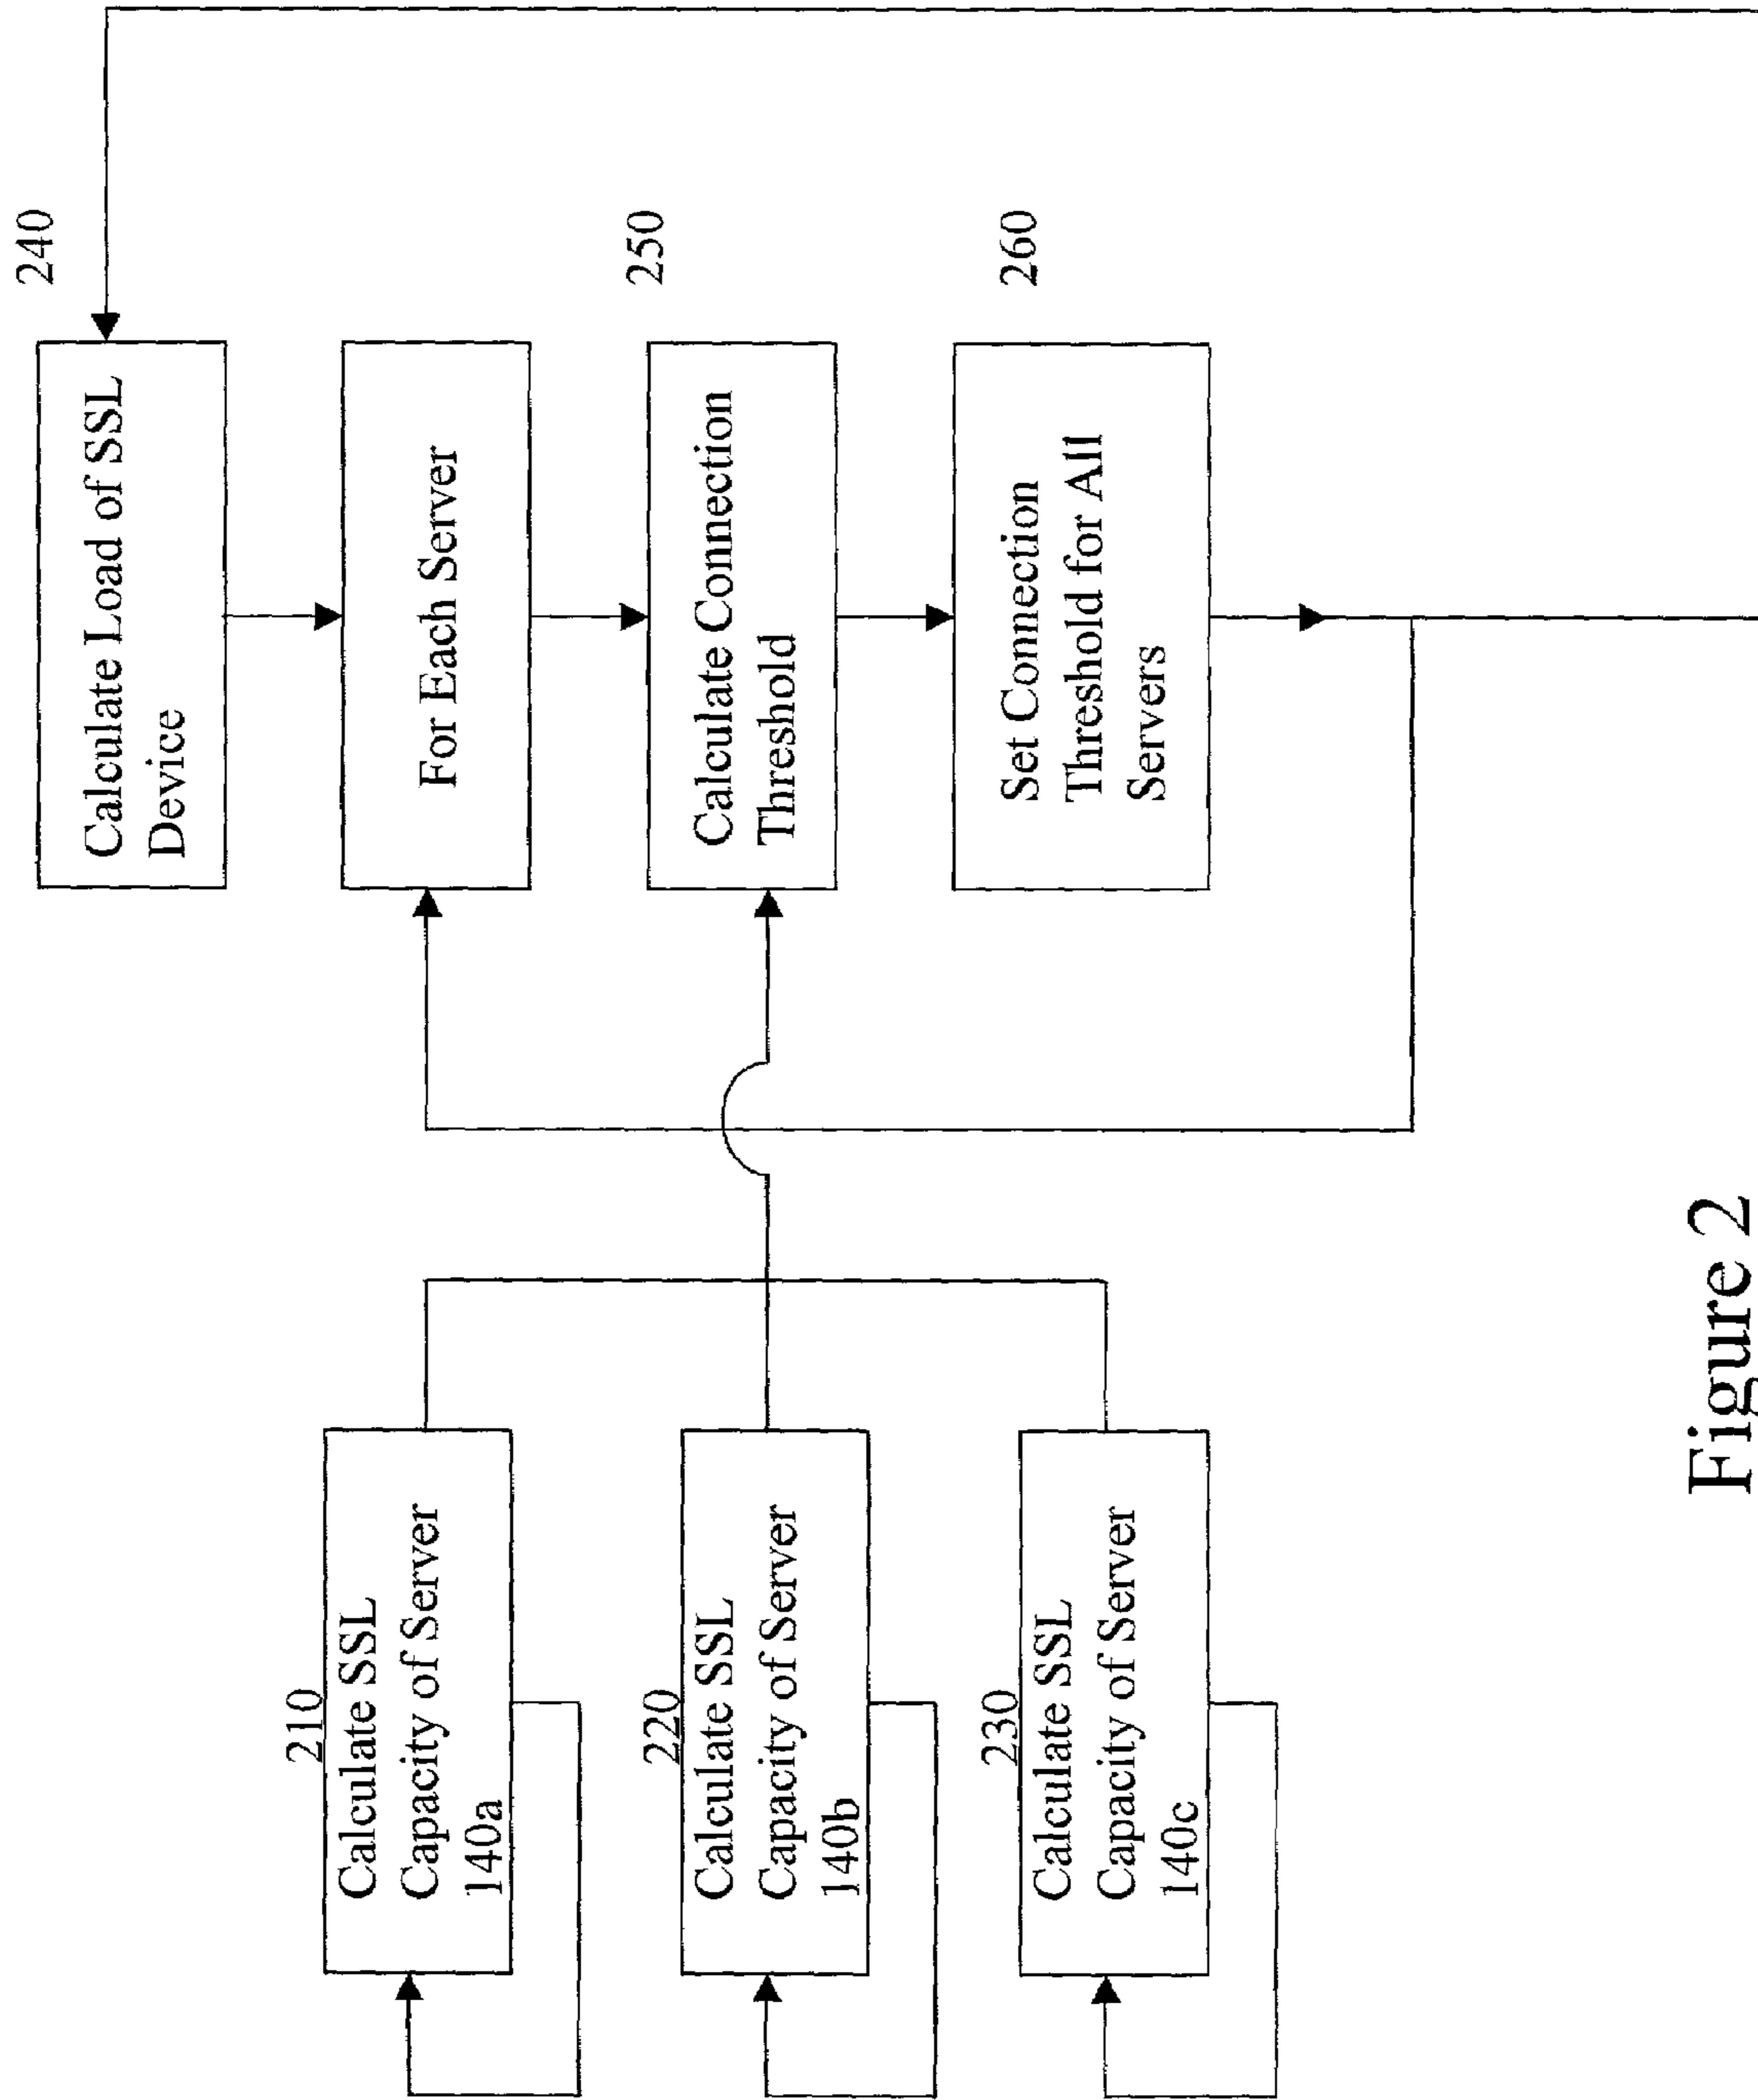 210
Calculate SSL
Capacity of Server
140a
220
Calculate SSL
Capacity of Server
140b
230
Calculate SSL
Capacity of Server
140c
240
Calculate Load of SSL
Device
For Each Server
250
Calculate Connection
Threshold
260
Set Connection
Threshold for All
Servers
Figure 2